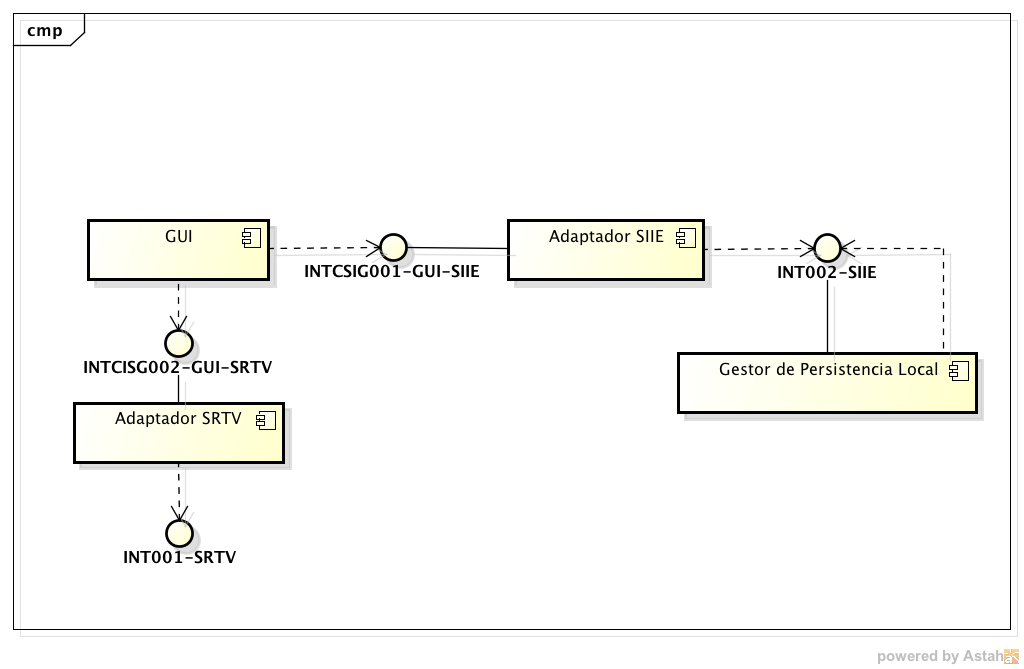 cmp
GUI
INTCSIG001-GUI-SIIE
Adaptador SIIE
INT002-SIIE
INTCISG002-GUI-SRTV
Gestor de Persistencia Local
Adaptador SRTV
INT001-SRTV
powered by Astah